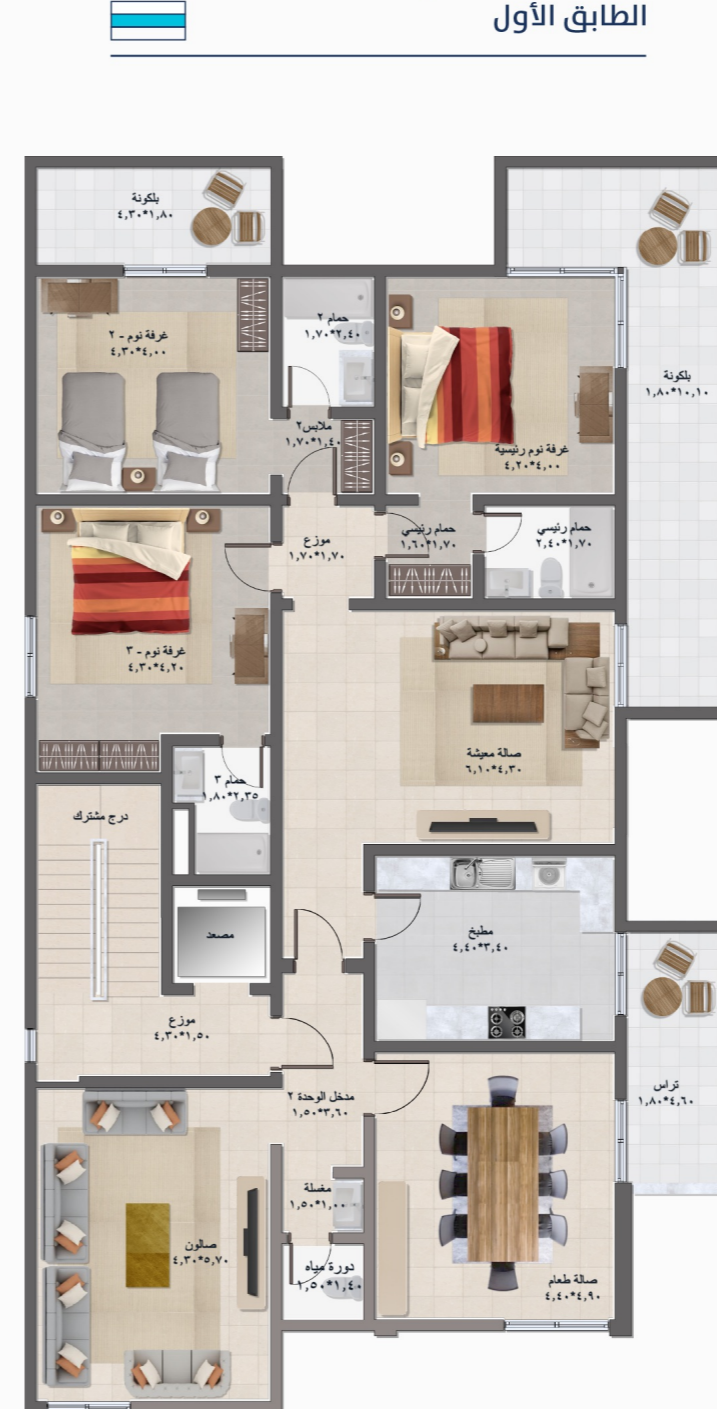 الطابق الأول
بلكونة
٤,٣٠*١,٨٠
غرفة نوم - ٢
٤,٣٠*٤,٠٠
حمام ٢
١,٧٠*٢,٤٠
ملابس٢
١,٧٠*١,٤٠
غرفة نوم رئيسية
٤,٢٠*٤,٠٠
بلكونة
١,٨٠*١٠,١٠
موزع
١,٧٠*١,٧٠
حمام رئيسي
١,٦٠*١,٧٠
حمام رئيسي
٢,٤٠*١,٧٠
غرفة نوم - ٣
٤,٣٠*٤,٢٠
صالة معيشة
٦,١٠*٤,٣٠
حمام ٣
١,٨٠*٢,٣٥
درج مشترك
مصعد
مطبخ
٤,٤٠*٣,٤٠
موزع
٤,٣٠*١,٥٠
مدخل الوحدة ٢
١,٥٠*٣,٦٠
تراس
١,٨٠*٤,٦٠
مغسلة
١,٥٠*١,٠٠
صالون
٤,٣٠*٥,٧٠
دورة مياه
١,٥٠*١,٤٠
صالة طعام
٤,٤٠*٤,٩٠